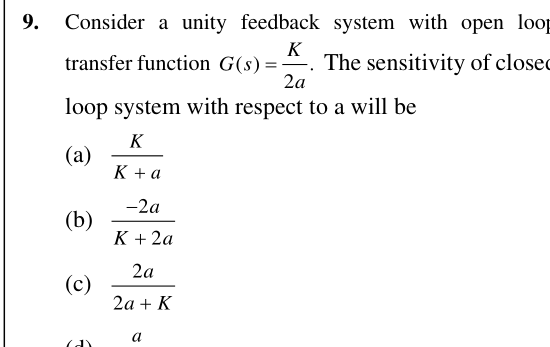 9. Consider a unity feedback system with open loop
transfer function G(s) = K/2a. The sensitivity of closed
loop system with respect to a will be
(a) K/K + a
(b) −2a/K + 2a
(c) 2a/2a + K
(d) a